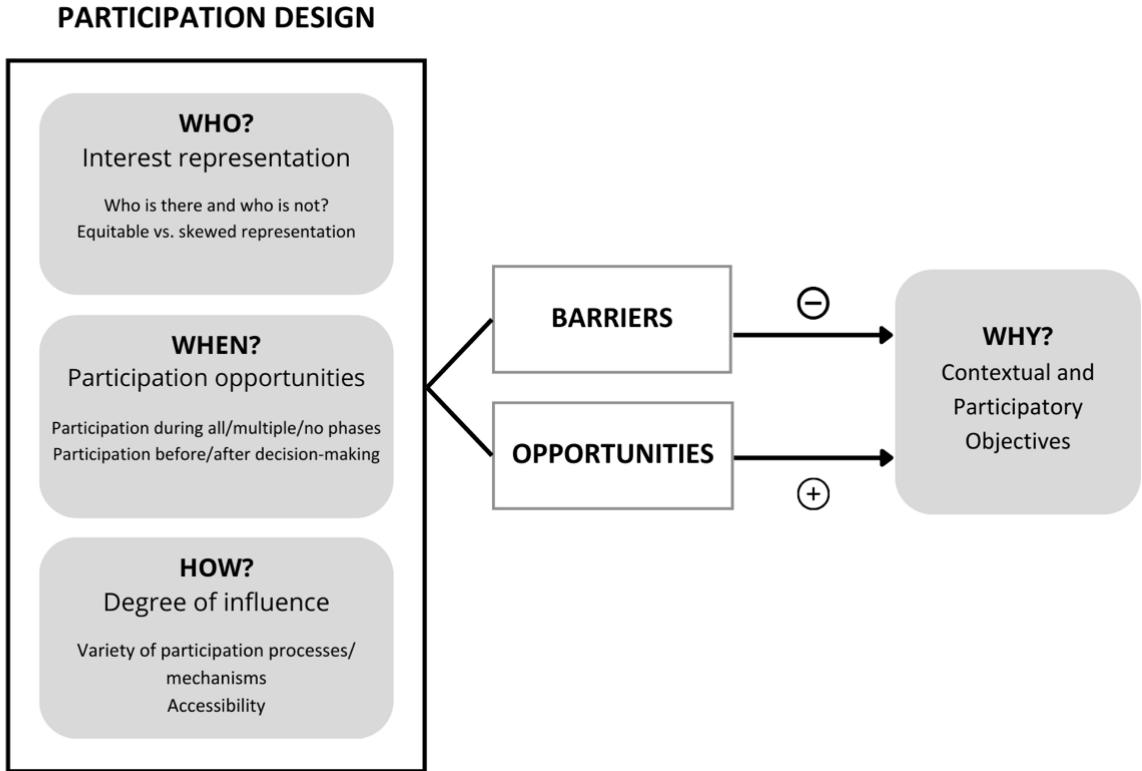 PARTICIPATION DESIGN
WHO?
Interest representation
Who is there and who is not?
Equitable vs. skewed representation
WHEN?
Participation opportunities
Participation during all/multiple/no phases
Participation before/after decision-making
HOW?
Degree of influence
Variety of participation processes/
mechanisms
Accessibility
BARRIERS
OPPORTUNITIES
−
+
WHY?
Contextual and
Participatory
Objectives